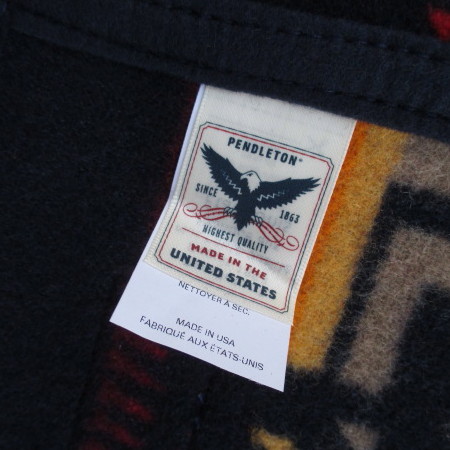 PENDLETON®
SINCE 1863
HIGHEST QUALITY
MADE IN THE
UNITED STATES
NETTOYER À SEC.
MADE IN USA
FABRIQUÉ AUX ÉTATS-UNIS